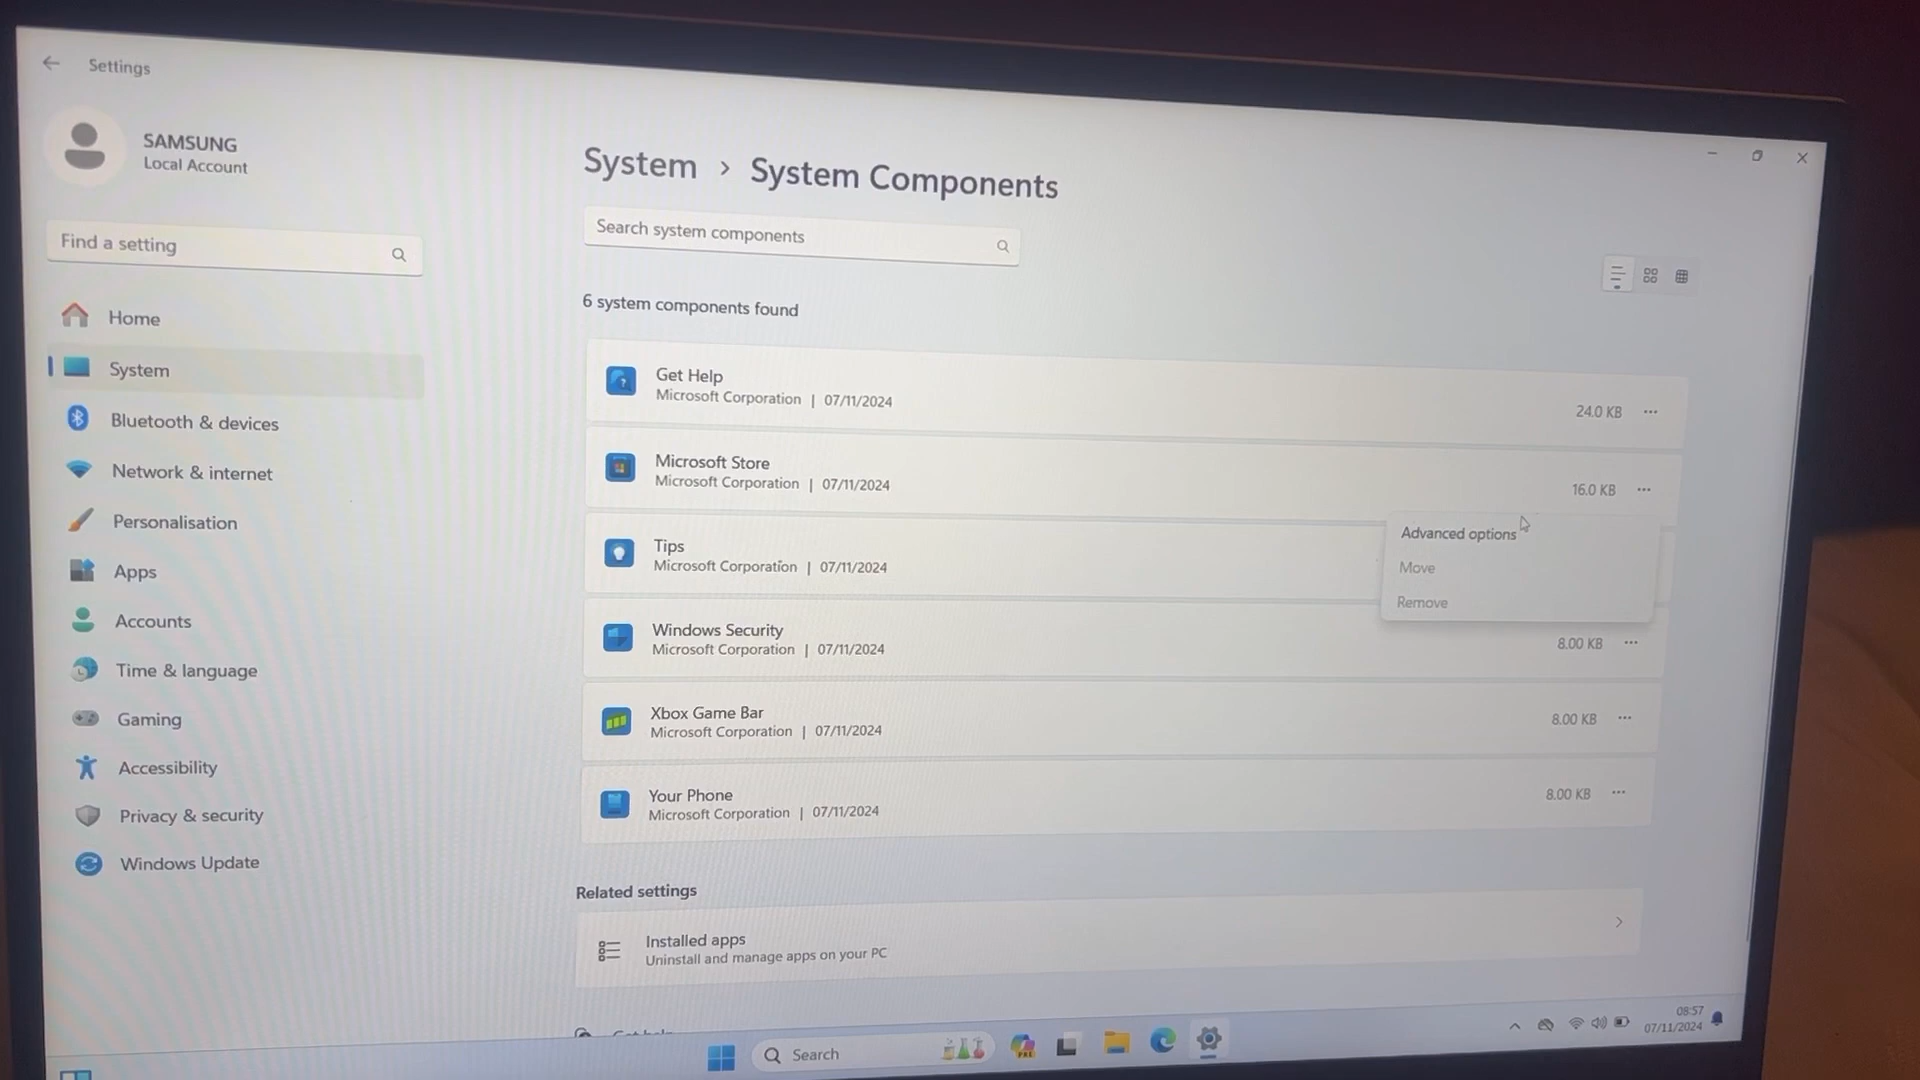 Settings
SAMSUNG
Local Account
Find a setting
Home
System
Bluetooth & devices
Network & internet
Personalisation
Apps
Accounts
Time & language
Gaming
Accessibility
Privacy & security
Windows Update
System > System Components
Search system components
6 system components found
Get Help
Microsoft Corporation | 07/11/2024
24.0 KB
Microsoft Store
Microsoft Corporation | 07/11/2024
16.0 KB
Advanced options
Move
Remove
Tips
Microsoft Corporation | 07/11/2024
Windows Security
Microsoft Corporation | 07/11/2024
8.00 KB
Xbox Game Bar
Microsoft Corporation | 07/11/2024
8.00 KB
Your Phone
Microsoft Corporation | 07/11/2024
8.00 KB
Related settings
Installed apps
Uninstall and manage apps on your PC
Search
08:57
07/11/2024